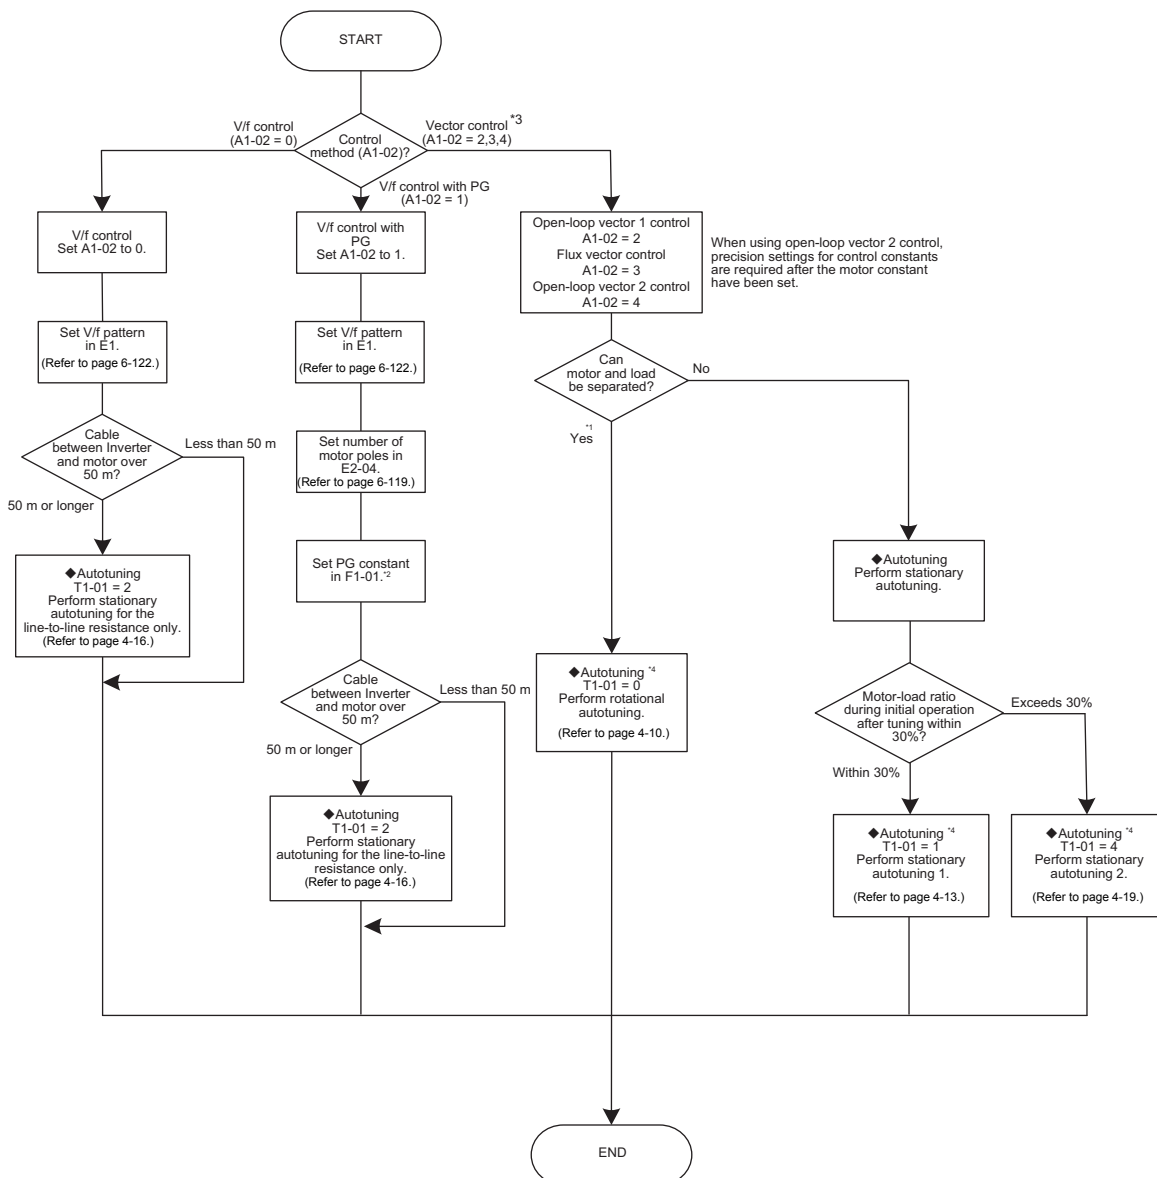 START
V/f control
(A1-02 = 0)
Control
method (A1-02)?
Vector control *3
(A1-02 = 2,3,4)
V/f control with PG
(A1-02 = 1)
V/f control
Set A1-02 to 0.
V/f control with
PG
Set A1-02 to 1.
Open-loop vector 1 control
A1-02 = 2
Flux vector control
A1-02 = 3
Open-loop vector 2 control
A1-02 = 4
When using open-loop vector 2 control,
precision settings for control constants
are required after the motor constant
have been set.
Set V/f pattern
in E1.
(Refer to page 6-122.)
Set V/f pattern
in E1.
(Refer to page 6-122.)
Can
motor and load
be separated?
No
*1
Yes
Cable
between Inverter
and motor over
50 m?
Less than 50 m
50 m or longer
Set number of
motor poles in
E2-04.
(Refer to page 6-119.)
◆Autotuning
T1-01 = 2
Perform stationary
autotuning for the
line-to-line resistance only.
(Refer to page 4-16.)
Set PG constant
in F1-01.*2
◆Autotuning
Perform stationary
autotuning.
Cable
between Inverter
and motor over
50 m?
Less than 50 m
50 m or longer
◆Autotuning *4
T1-01 = 0
Perform rotational
autotuning.
(Refer to page 4-10.)
Motor-load ratio
during initial operation
after tuning within
30%?
Exceeds 30%
Within 30%
◆Autotuning
T1-01 = 2
Perform stationary
autotuning for the line-to-line
resistance only.
(Refer to page 4-16.)
◆Autotuning *4
T1-01 = 1
Perform stationary
autotuning 1.
(Refer to page 4-13.)
◆Autotuning *4
T1-01 = 4
Perform stationary
autotuning 2.
(Refer to page 4-19.)
END